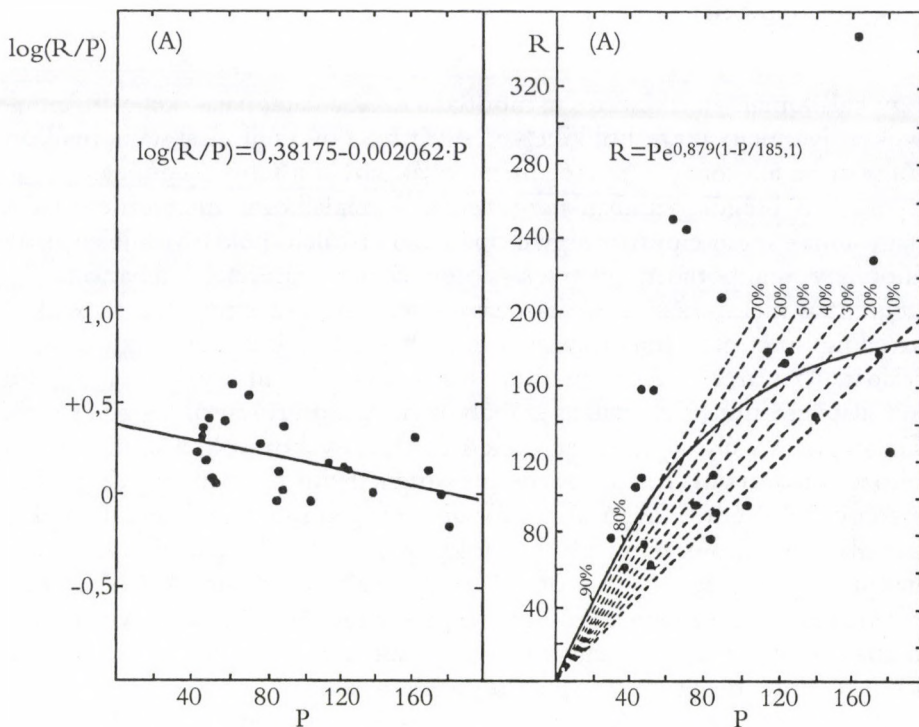 log(R/P)
(A)
log(R/P)=0,38175-0,002062·P
1,0
+0,5
0
-0,5
40 80 120 160
P
R
(A)
R=Pe^0,879(1-P/185,1)
320
280
240
200
160
120
80
40
70% 60% 50% 40% 30% 20% 10%
80%
90%
40 80 120 160
P